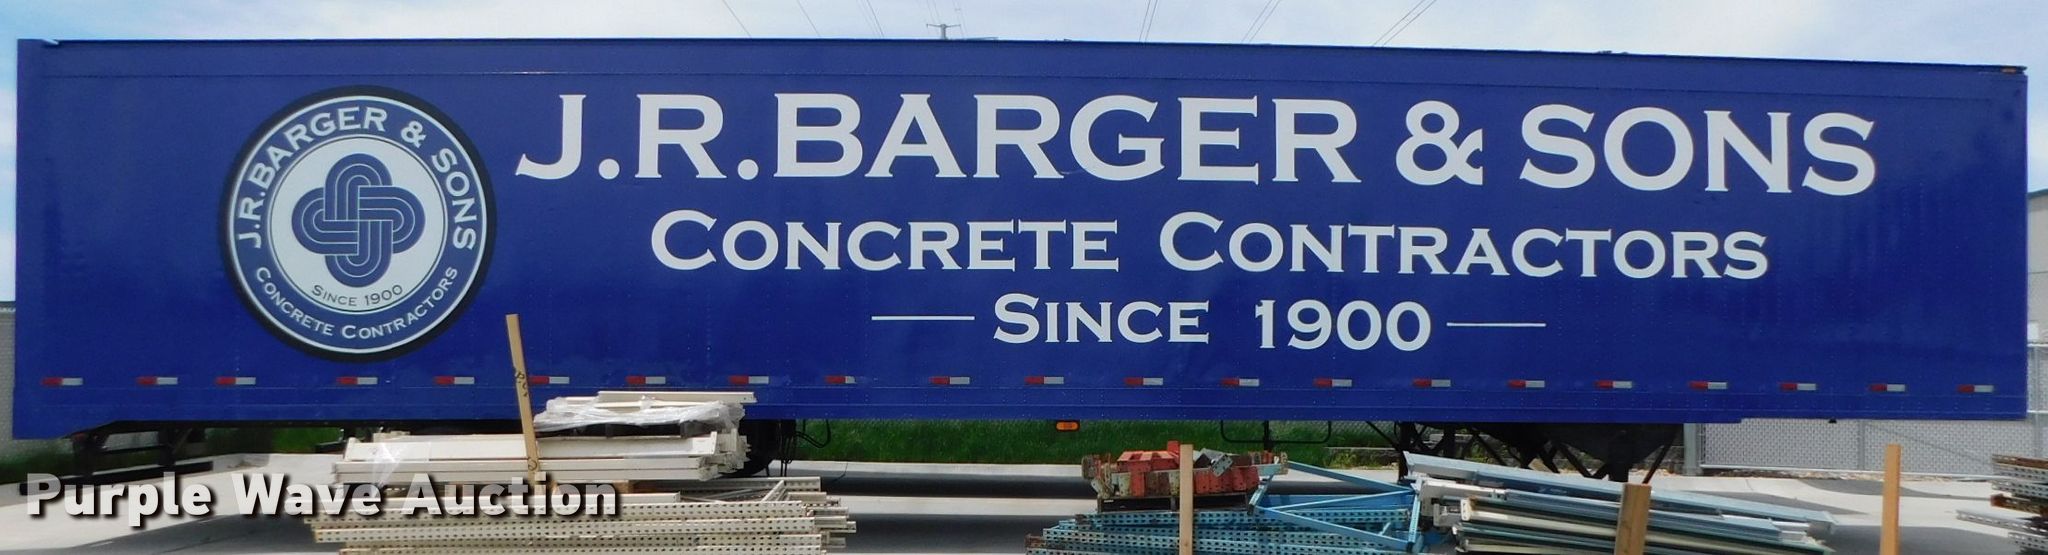 J.R. BARGER & SONS
SINCE 1900
CONCRETE CONTRACTORS
J.R. BARGER & SONS
CONCRETE CONTRACTORS
SINCE 1900
Purple Wave Auction